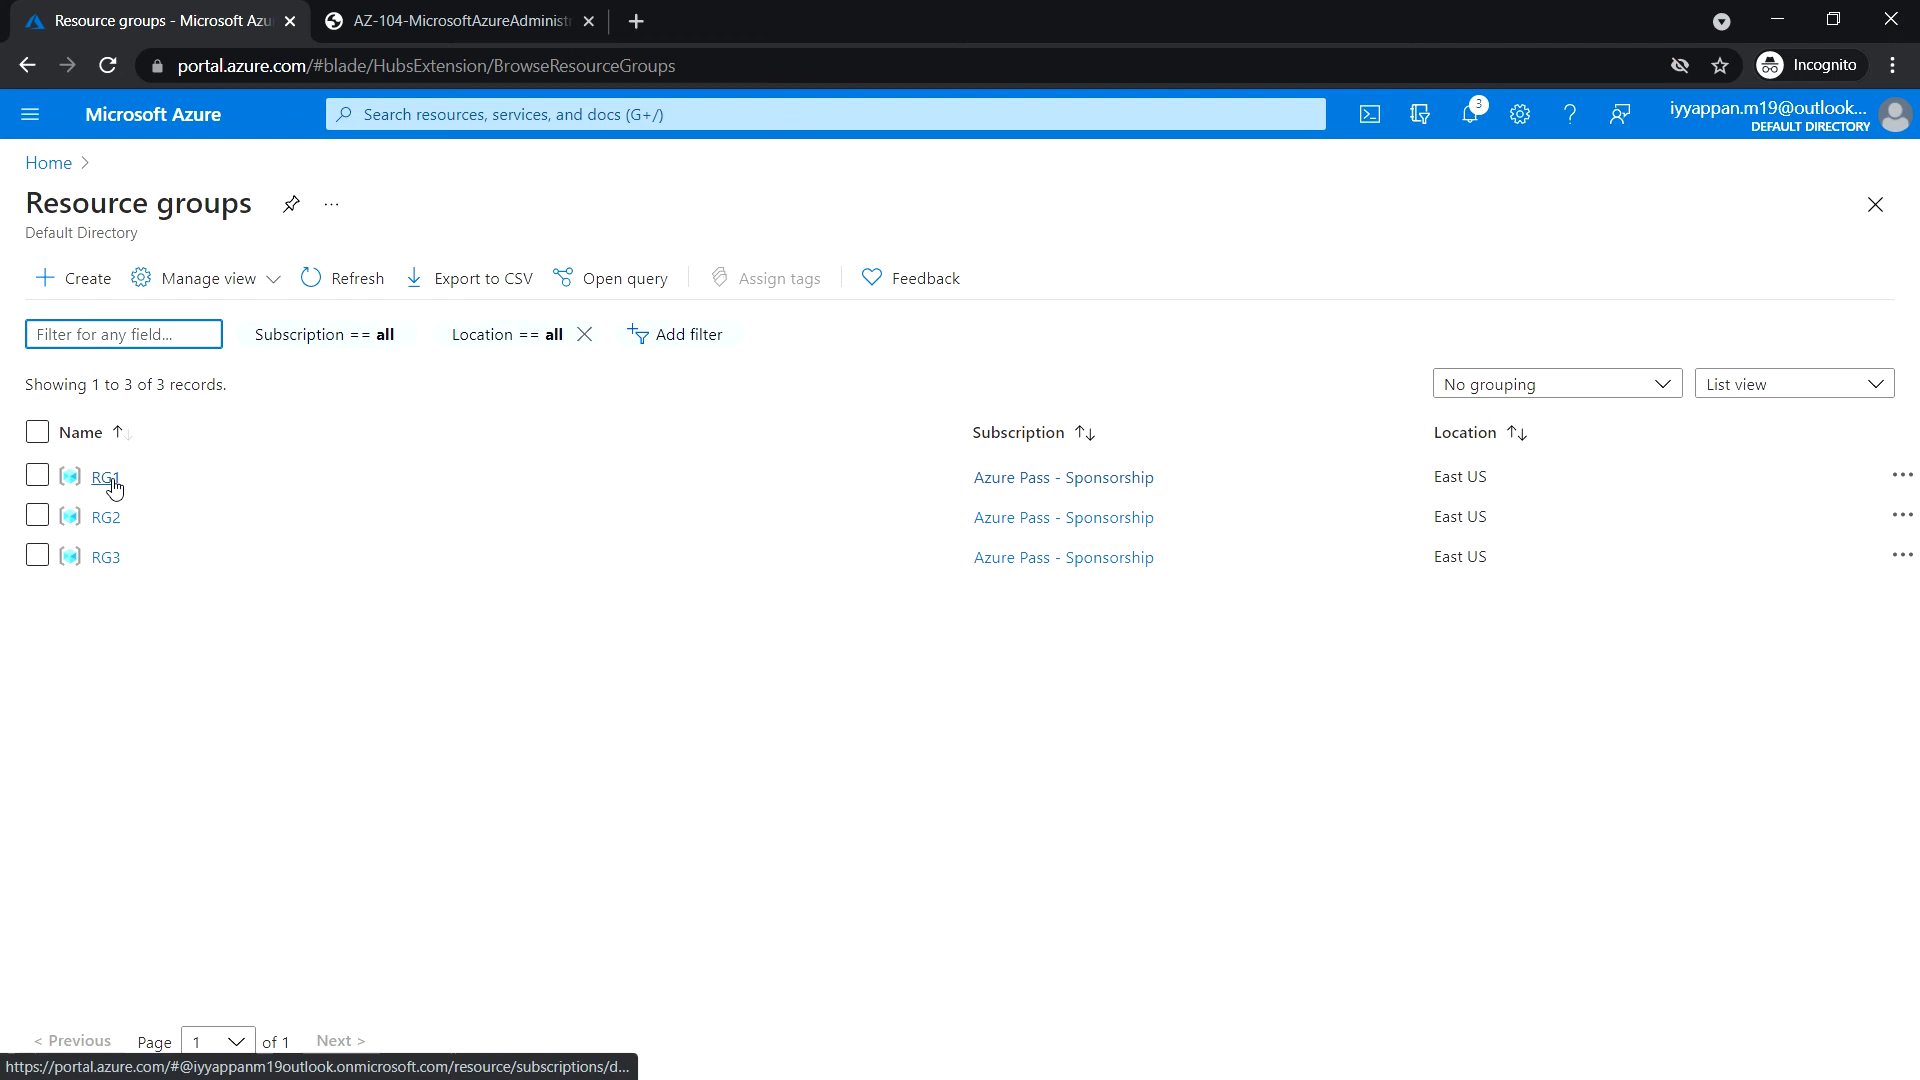 Resource groups - Microsoft Azu
AZ-104-MicrosoftAzureAdminist
portal.azure.com/#blade/HubsExtension/BrowseResourceGroups
Incognito
Microsoft Azure
Search resources, services, and docs (G+/)
3
iyyappan.m19@outlook...
DEFAULT DIRECTORY
Home >
Resource groups ...
Default Directory
Create Manage view Refresh Export to CSV Open query Assign tags Feedback
Filter for any field... Subscription == all Location == all Add filter
Showing 1 to 3 of 3 records.
No grouping List view
Name Subscription Location
RG1 Azure Pass - Sponsorship East US ...
RG2 Azure Pass - Sponsorship East US ...
RG3 Azure Pass - Sponsorship East US ...
< Previous Page 1 of 1 Next >
https://portal.azure.com/#@iyyappanm19outlook.onmicrosoft.com/resource/subscriptions/d...